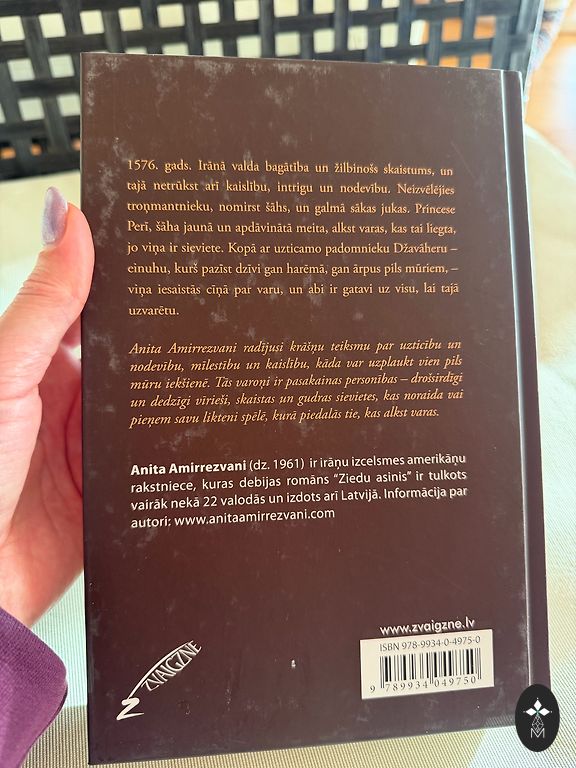 1576. gads. Irānā valda bagātība un žilbinošs skaistums, un
tajā netrūkst arī kaislību, intrigu un nodevību. Neizvēlējies
troņmantnieku, nomirst šāhs, un galmā sākas jukas. Princese
Perī, šāha jaunā un apdāvinātā meita, alkst varas, kas tai liegta,
jo viņa ir sieviete. Kopā ar uzticamo padomnieku Džavāheru –
einuhu, kurš pazīst dzīvi gan harēmā, gan ārpus pils mūriem, –
viņa iesaistās cīņā par varu, un abi ir gatavi uz visu, lai tajā
uzvarētu.
Anita Amirrezvani radījusi krāšņu teiksmu par uzticību un
nodevību, mīlestību un kaislību, kāda var uzplaukt vien pils
mūru iekšienē. Tās varoņi ir pasakainas personības – drošsirdīgi
un dedzīgi vīrieši, skaistas un gudras sievietes, kas noraida vai
pieņem savu likteni spēlē, kurā piedalās tie, kas alkst varas.
Anita Amirrezvani (dz. 1961) ir irāņu izcelsmes amerikāņu
rakstniece, kuras debijas romāns "Ziedu asinis" ir tulkots
vairāk nekā 22 valodās un izdots arī Latvijā. Informācija par
autori: www.anitaamirrezvani.com
www.zvaigzne.lv
ISBN 978-9934-0-4975-0
9 789934 049750
Z ZVAIGZNE
M